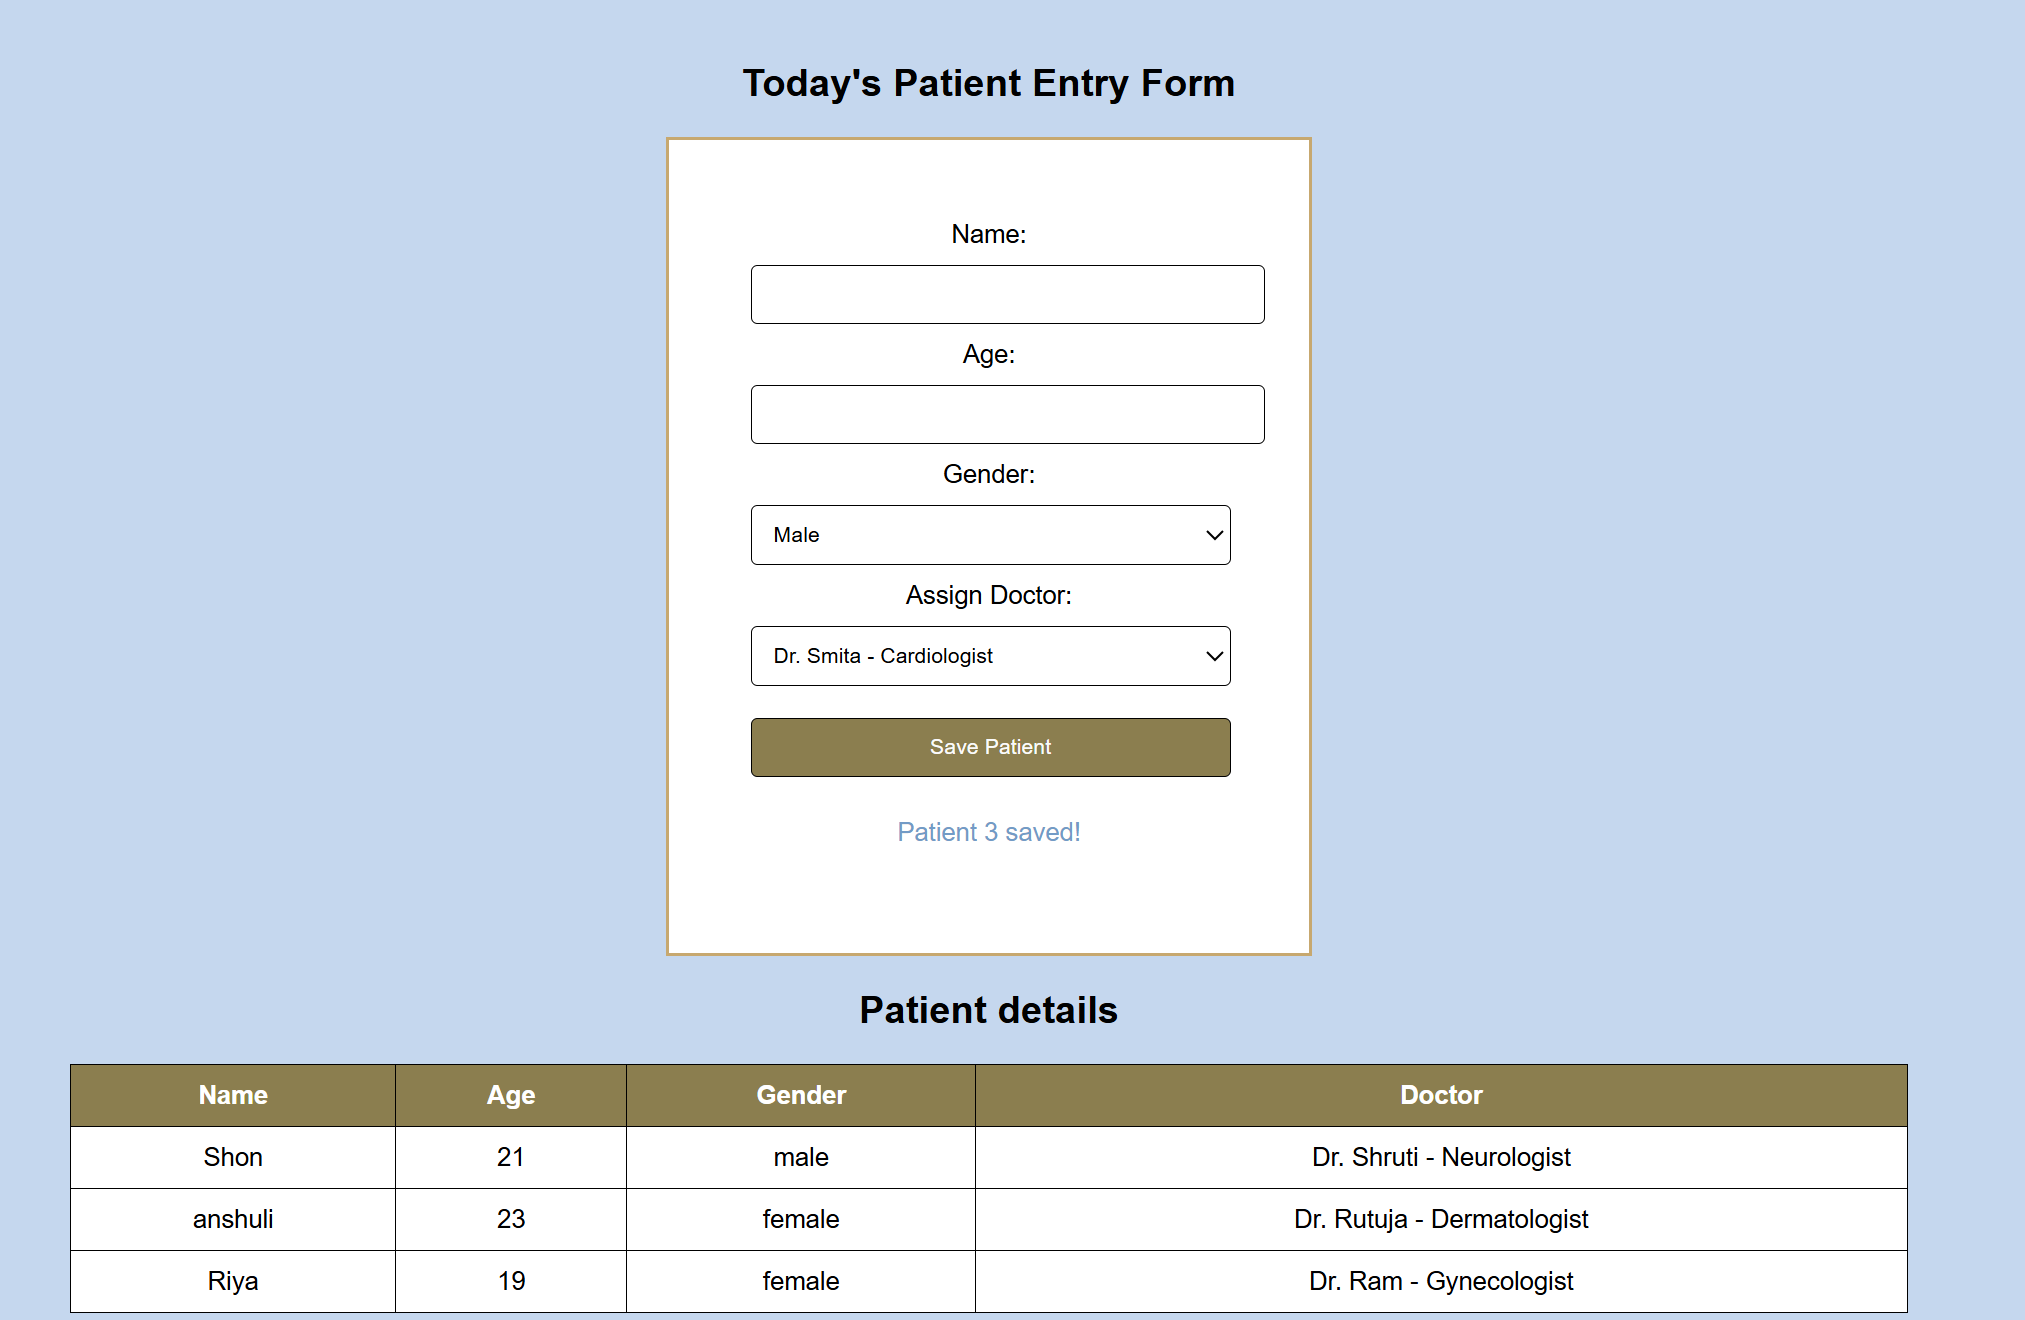 Today's Patient Entry Form
Name:
Age:
Gender:
Male
Assign Doctor:
Dr. Smita - Cardiologist
Save Patient
Patient 3 saved!
Patient details
Name Age Gender Doctor
Shon 21 male Dr. Shruti - Neurologist
anshuli 23 female Dr. Rutuja - Dermatologist
Riya 19 female Dr. Ram - Gynecologist